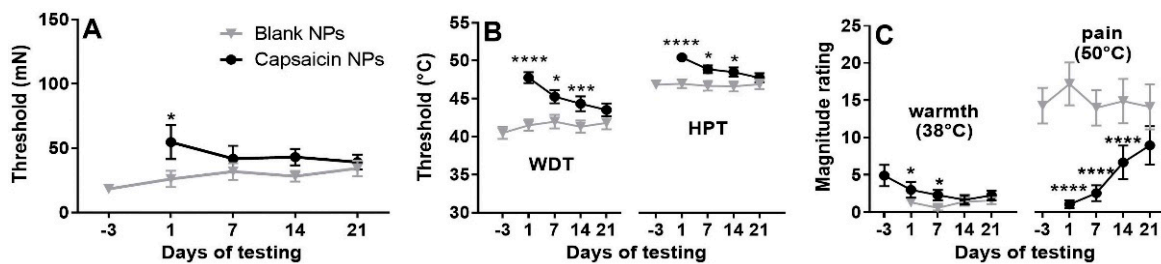 A
Threshold (mN)
150
100
50
0
Blank NPs
Capsaicin NPs
*
-3 1 7 14 21
Days of testing
B
Threshold (°C)
55
50
45
40
35
30
**** * ***
WDT
**** * *
HPT
-3 1 7 14 21 -3 1 7 14 21
Days of testing
C
Magnitude rating
25
20
15
10
5
0
warmth
(38°C)
* *
pain
(50°C)
**** **** ****
-3 1 7 14 21 -3 1 7 14 21
Days of testing